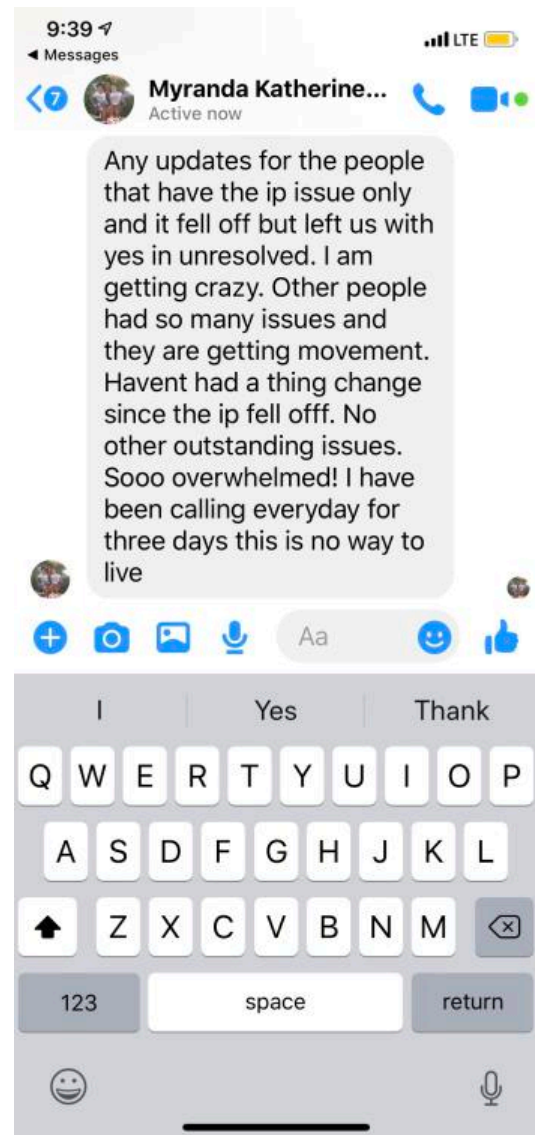 9:39
LTE
Messages
7
Myranda Katherine...
Active now
Any updates for the people
that have the ip issue only
and it fell off but left us with
yes in unresolved. I am
getting crazy. Other people
had so many issues and
they are getting movement.
Havent had a thing change
since the ip fell offf. No
other outstanding issues.
Sooo overwhelmed! I have
been calling everyday for
three days this is no way to
live
Aa
I Yes Thank
Q W E R T Y U I O P
A S D F G H J K L
Z X C V B N M
123 space return